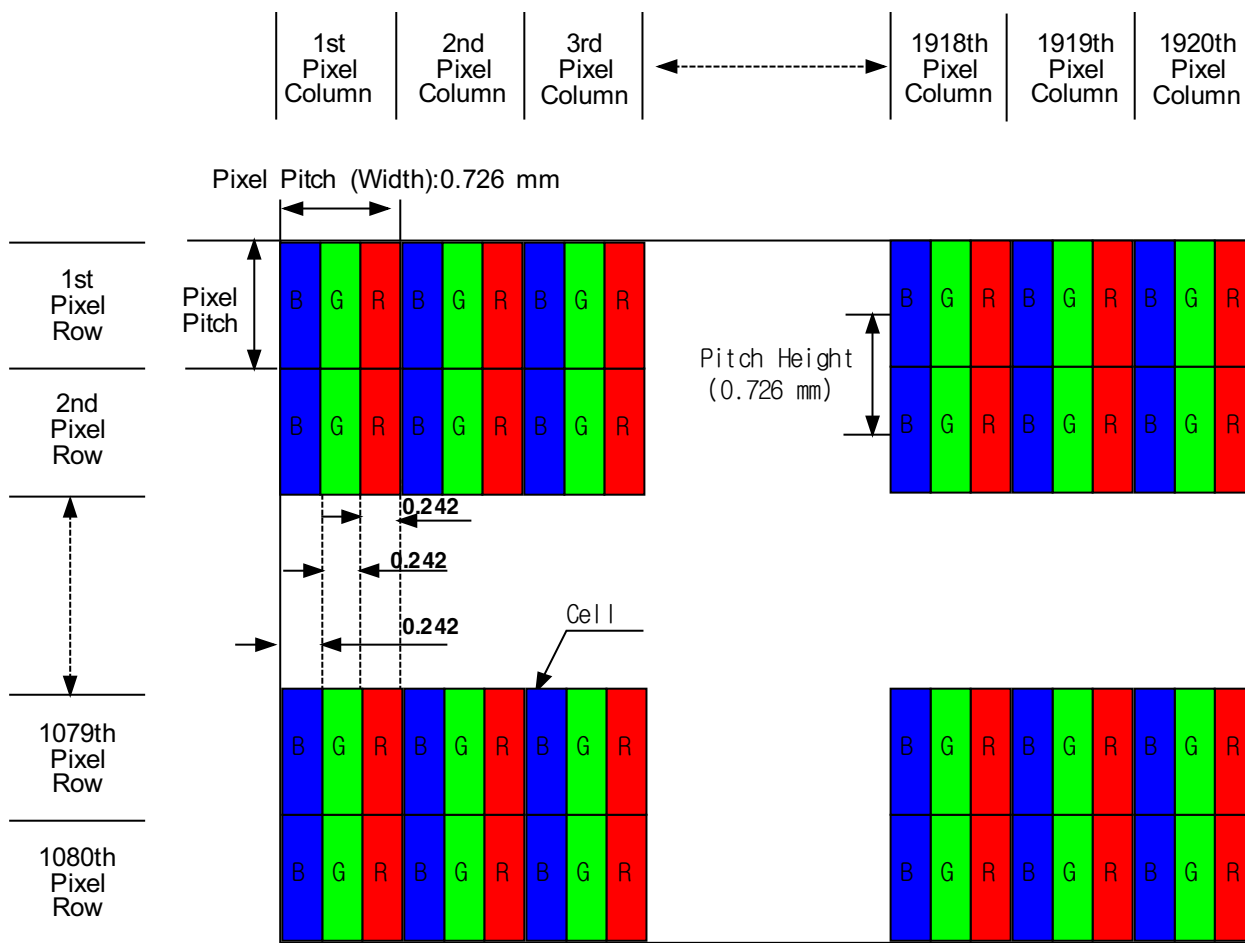 1st
Pixel
Column
2nd
Pixel
Column
3rd
Pixel
Column
1918th
Pixel
Column
1919th
Pixel
Column
1920th
Pixel
Column
Pixel Pitch (Width):0.726 mm
1st
Pixel
Row
Pixel
Pitch
B G R B G R B G R
B G R B G R B G R
Pitch Height
(0.726 mm)
2nd
Pixel
Row
B G R B G R B G R
B G R B G R B G R
0.242
0.242
0.242
Cell
1079th
Pixel
Row
B G R B G R B G R
B G R B G R B G R
1080th
Pixel
Row
B G R B G R B G R
B G R B G R B G R